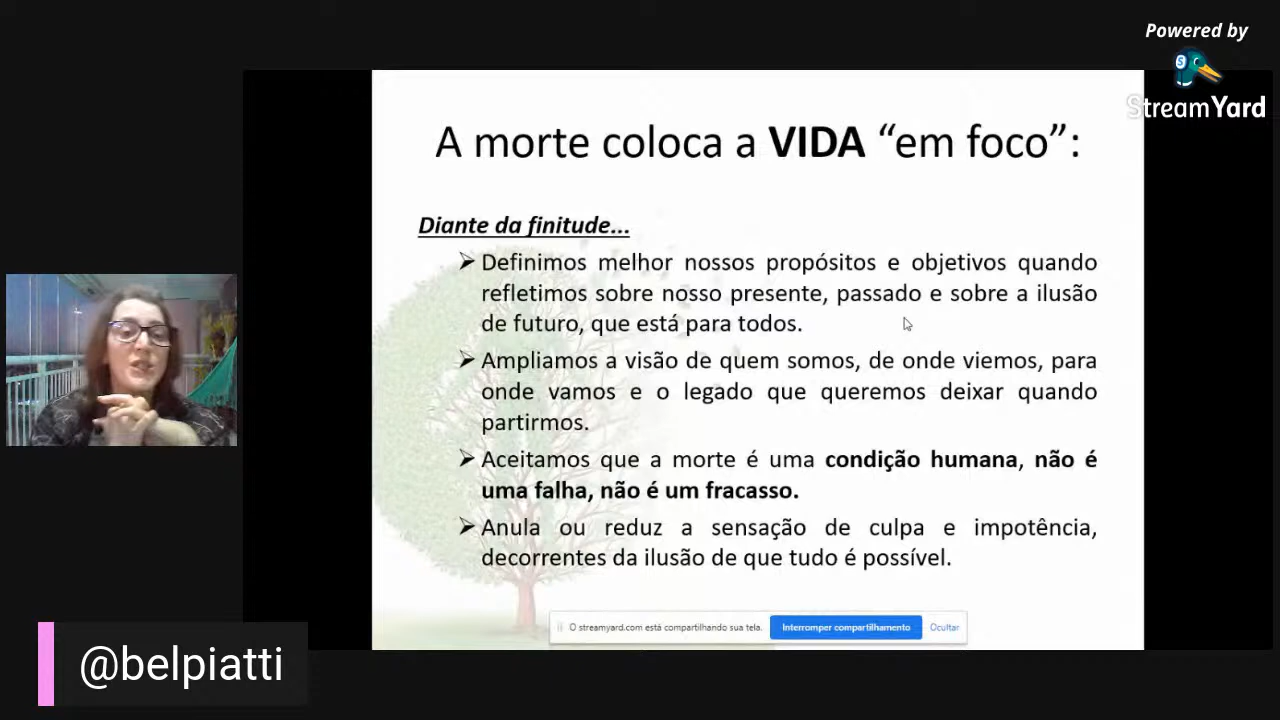 Powered by
StreamYard
A morte coloca a VIDA “em foco”:
Diante da finitude...
➢ Definimos melhor nossos propósitos e objetivos quando
refletimos sobre nosso presente, passado e sobre a ilusão
de futuro, que está para todos.
➢ Ampliamos a visão de quem somos, de onde viemos, para
onde vamos e o legado que queremos deixar quando
partirmos.
➢ Aceitamos que a morte é uma condição humana, não é
uma falha, não é um fracasso.
➢ Anula ou reduz a sensação de culpa e impotência,
decorrentes da ilusão de que tudo é possível.
O streamyard.com está compartilhando sua tela. Interromper compartilhamento Ocultar
@belpiatti